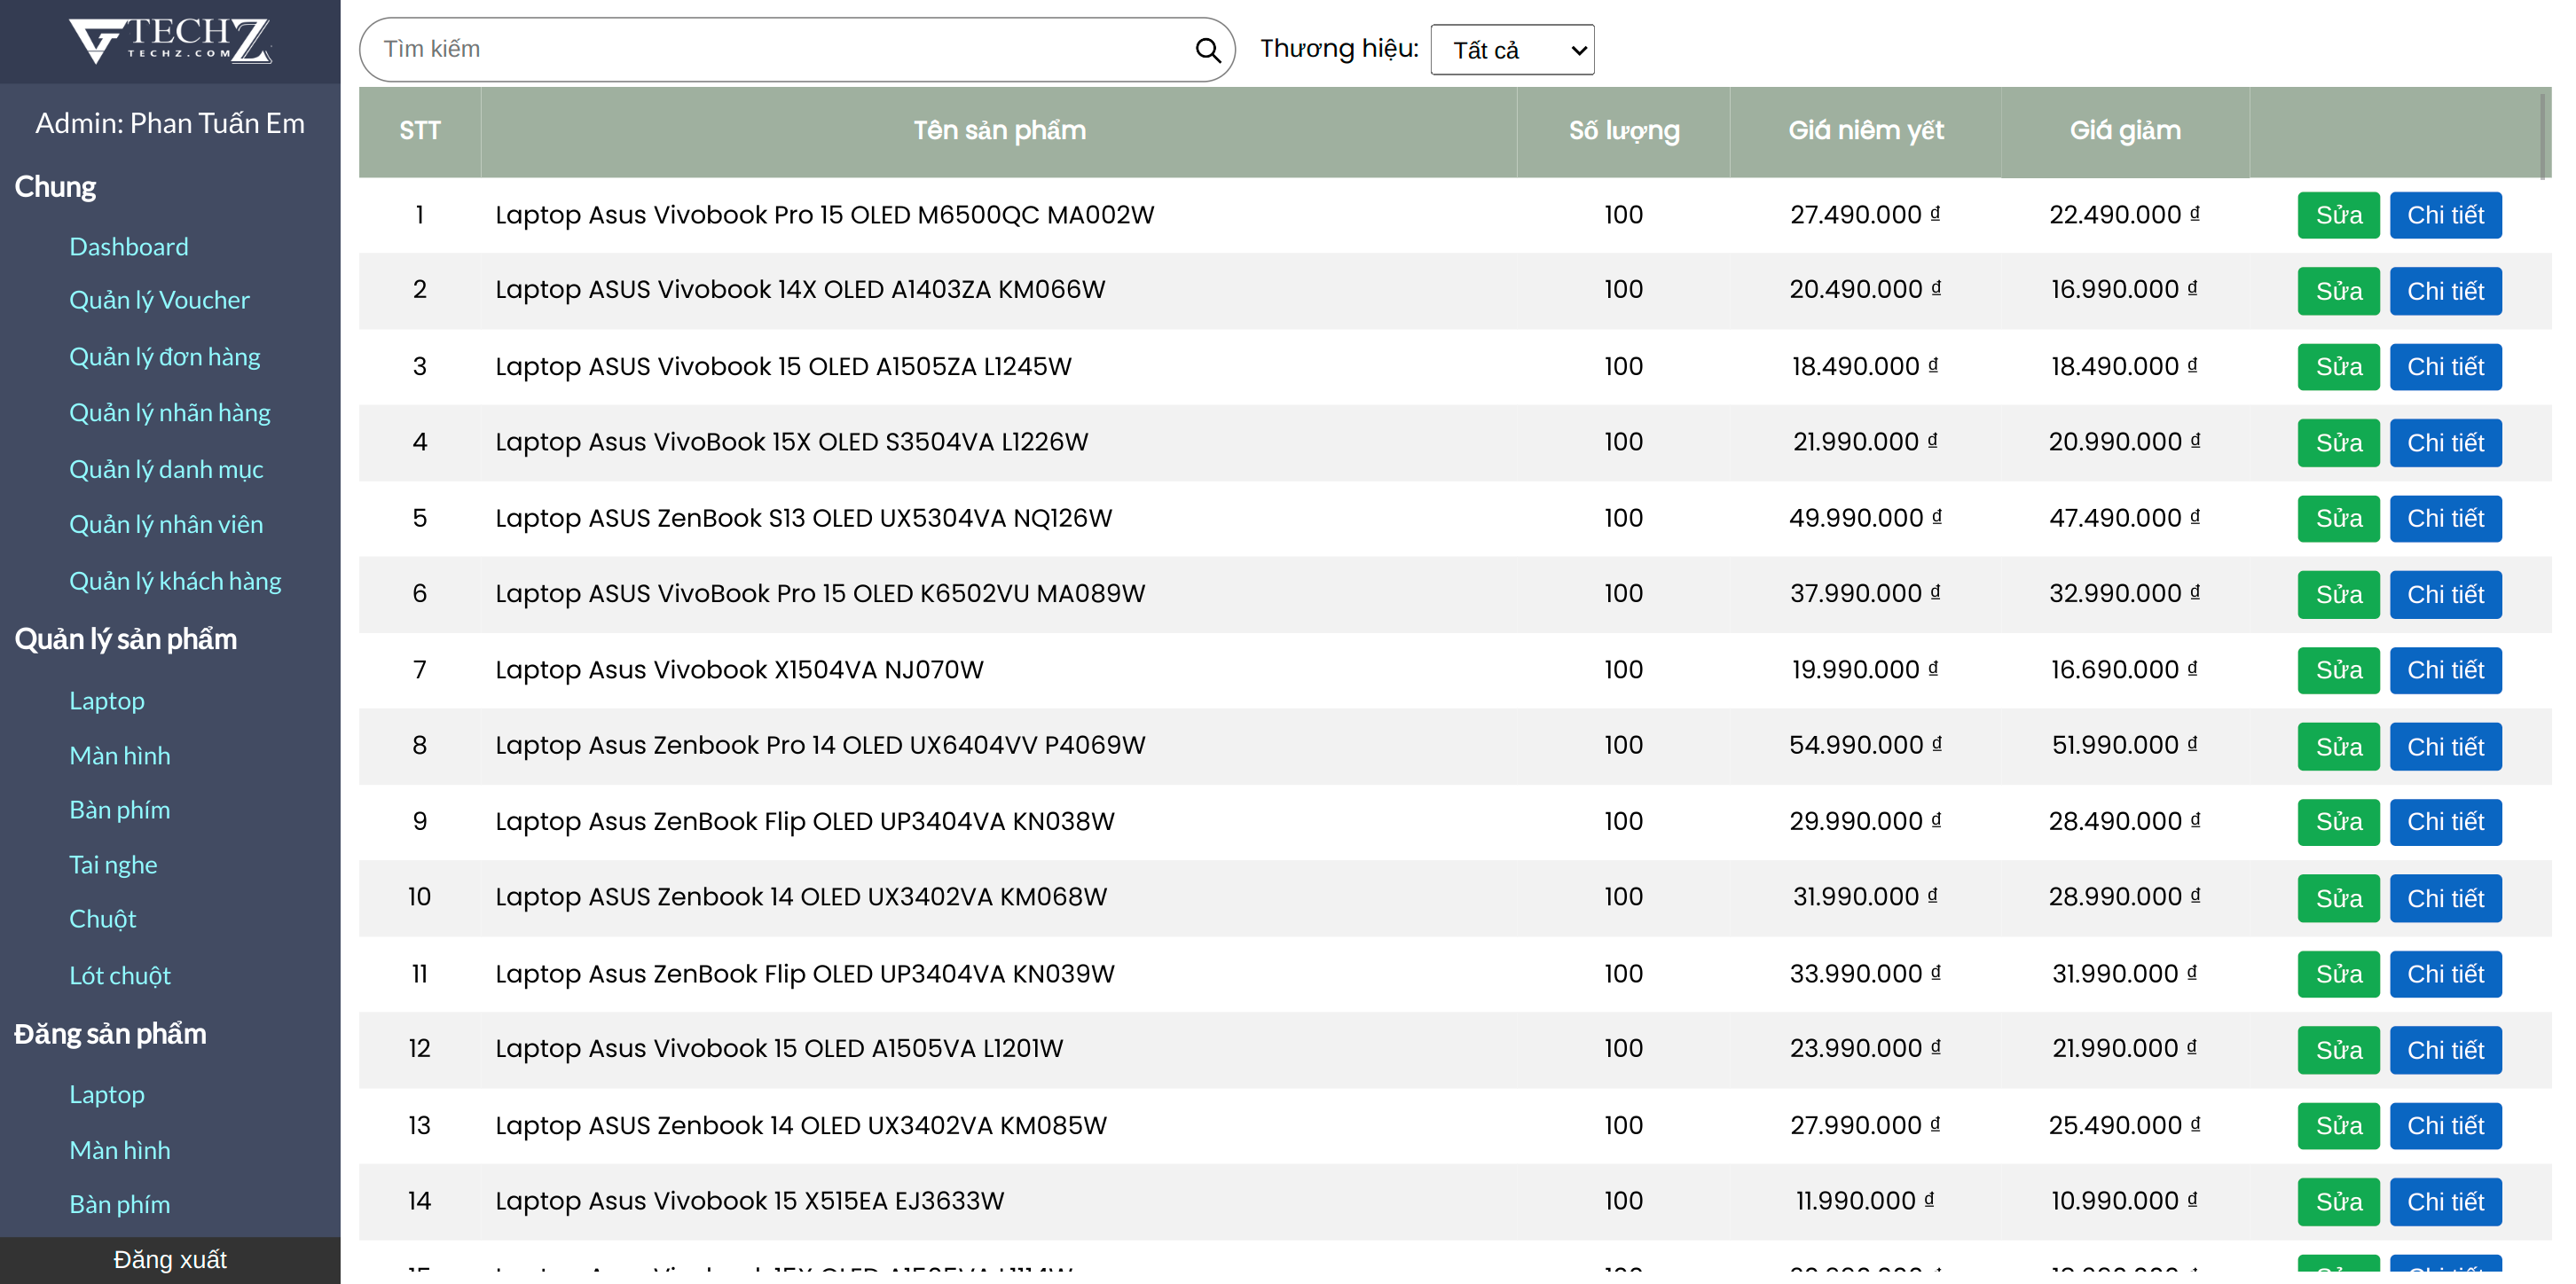 TECHZ
TECHZ.COM
Admin: Phan Tuấn Em
Chung
Dashboard
Quản lý Voucher
Quản lý đơn hàng
Quản lý nhãn hàng
Quản lý danh mục
Quản lý nhân viên
Quản lý khách hàng
Quản lý sản phẩm
Laptop
Màn hình
Bàn phím
Tai nghe
Chuột
Lót chuột
Đăng sản phẩm
Laptop
Màn hình
Bàn phím
Đăng xuất
Tìm kiếm Thương hiệu: Tất cả
STT Tên sản phẩm Số lượng Giá niêm yết Giá giảm
1 Laptop Asus Vivobook Pro 15 OLED M6500QC MA002W 100 27.490.000 ₫ 22.490.000 ₫ Sửa Chi tiết
2 Laptop ASUS Vivobook 14X OLED A1403ZA KM066W 100 20.490.000 ₫ 16.990.000 ₫ Sửa Chi tiết
3 Laptop ASUS Vivobook 15 OLED A1505ZA L1245W 100 18.490.000 ₫ 18.490.000 ₫ Sửa Chi tiết
4 Laptop Asus VivoBook 15X OLED S3504VA L1226W 100 21.990.000 ₫ 20.990.000 ₫ Sửa Chi tiết
5 Laptop ASUS ZenBook S13 OLED UX5304VA NQ126W 100 49.990.000 ₫ 47.490.000 ₫ Sửa Chi tiết
6 Laptop ASUS VivoBook Pro 15 OLED K6502VU MA089W 100 37.990.000 ₫ 32.990.000 ₫ Sửa Chi tiết
7 Laptop Asus Vivobook X1504VA NJ070W 100 19.990.000 ₫ 16.690.000 ₫ Sửa Chi tiết
8 Laptop Asus Zenbook Pro 14 OLED UX6404VV P4069W 100 54.990.000 ₫ 51.990.000 ₫ Sửa Chi tiết
9 Laptop Asus ZenBook Flip OLED UP3404VA KN038W 100 29.990.000 ₫ 28.490.000 ₫ Sửa Chi tiết
10 Laptop ASUS Zenbook 14 OLED UX3402VA KM068W 100 31.990.000 ₫ 28.990.000 ₫ Sửa Chi tiết
11 Laptop Asus ZenBook Flip OLED UP3404VA KN039W 100 33.990.000 ₫ 31.990.000 ₫ Sửa Chi tiết
12 Laptop Asus Vivobook 15 OLED A1505VA L1201W 100 23.990.000 ₫ 21.990.000 ₫ Sửa Chi tiết
13 Laptop ASUS Zenbook 14 OLED UX3402VA KM085W 100 27.990.000 ₫ 25.490.000 ₫ Sửa Chi tiết
14 Laptop Asus Vivobook 15 X515EA EJ3633W 100 11.990.000 ₫ 10.990.000 ₫ Sửa Chi tiết